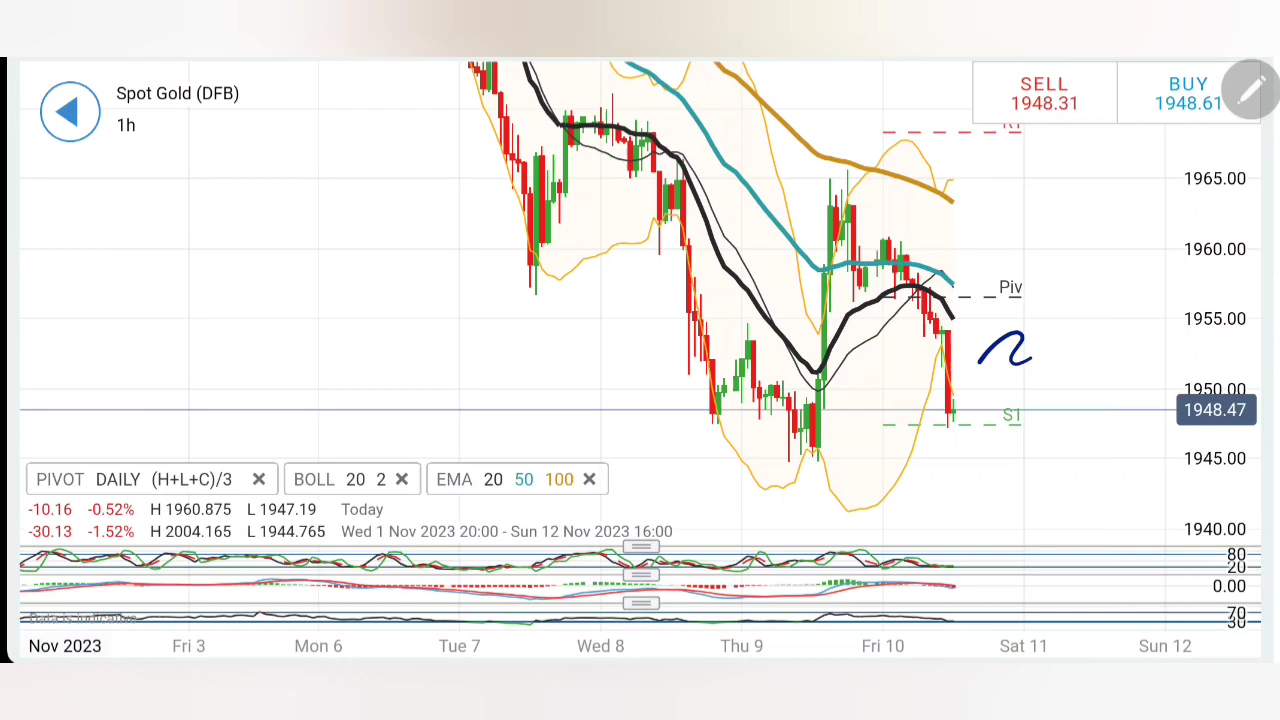 Spot Gold (DFB)
1h
SELL
1948.31
BUY
1948.61
R1
1965.00
1960.00
Piv
1955.00
1950.00
1948.47
S1
1945.00
PIVOT DAILY (H+L+C)/3 ✕ BOLL 20 2 ✕ EMA 20 50 100 ✕
-10.16 -0.52% H 1960.875 L 1947.19 Today
-30.13 -1.52% H 2004.165 L 1944.765 Wed 1 Nov 2023 20:00 - Sun 12 Nov 2023 16:00
1940.00
80
20
0.00
70
30
Data is indicative
Nov 2023 Fri 3 Mon 6 Tue 7 Wed 8 Thu 9 Fri 10 Sat 11 Sun 12